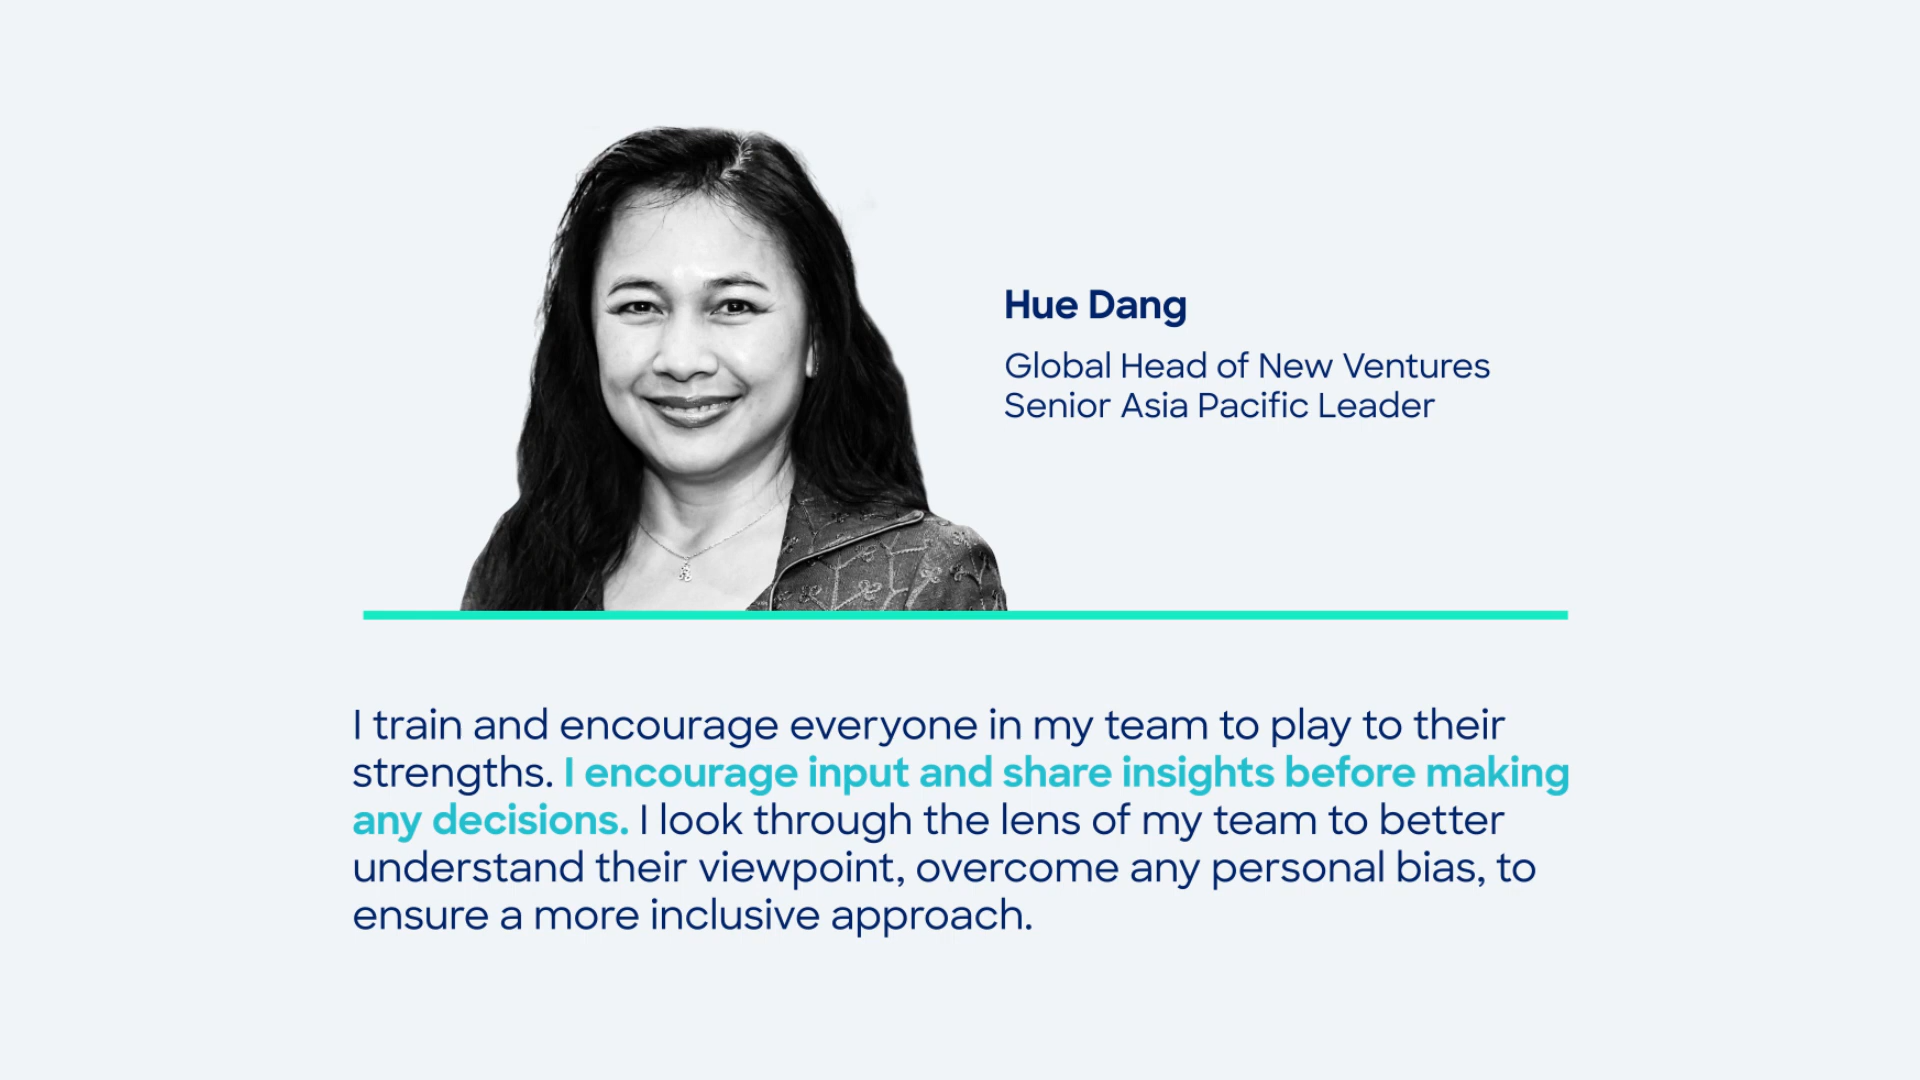 Hue Dang
Global Head of New Ventures
Senior Asia Pacific Leader
I train and encourage everyone in my team to play to their
strengths. I encourage input and share insights before making
any decisions. I look through the lens of my team to better
understand their viewpoint, overcome any personal bias, to
ensure a more inclusive approach.